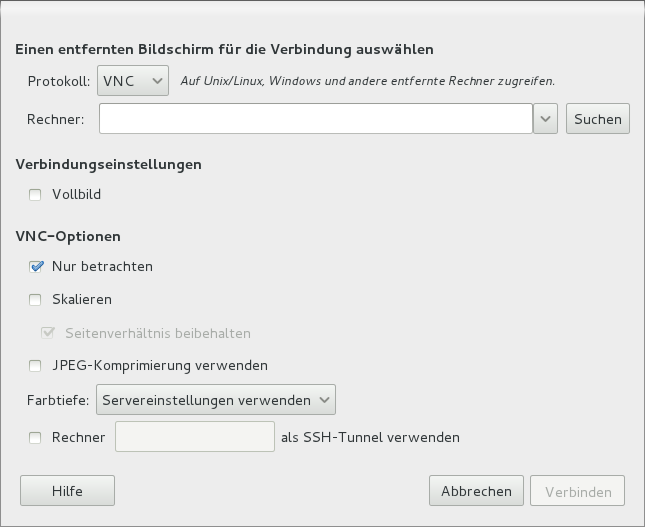 Einen entfernten Bildschirm für die Verbindung auswählen
Protokoll: VNC Auf Unix/Linux, Windows und andere entfernte Rechner zugreifen.
Rechner: Suchen
Verbindungseinstellungen
Vollbild
VNC-Optionen
Nur betrachten
Skalieren
Seitenverhältnis beibehalten
JPEG-Komprimierung verwenden
Farbtiefe: Servereinstellungen verwenden
Rechner als SSH-Tunnel verwenden
Hilfe Abbrechen Verbinden